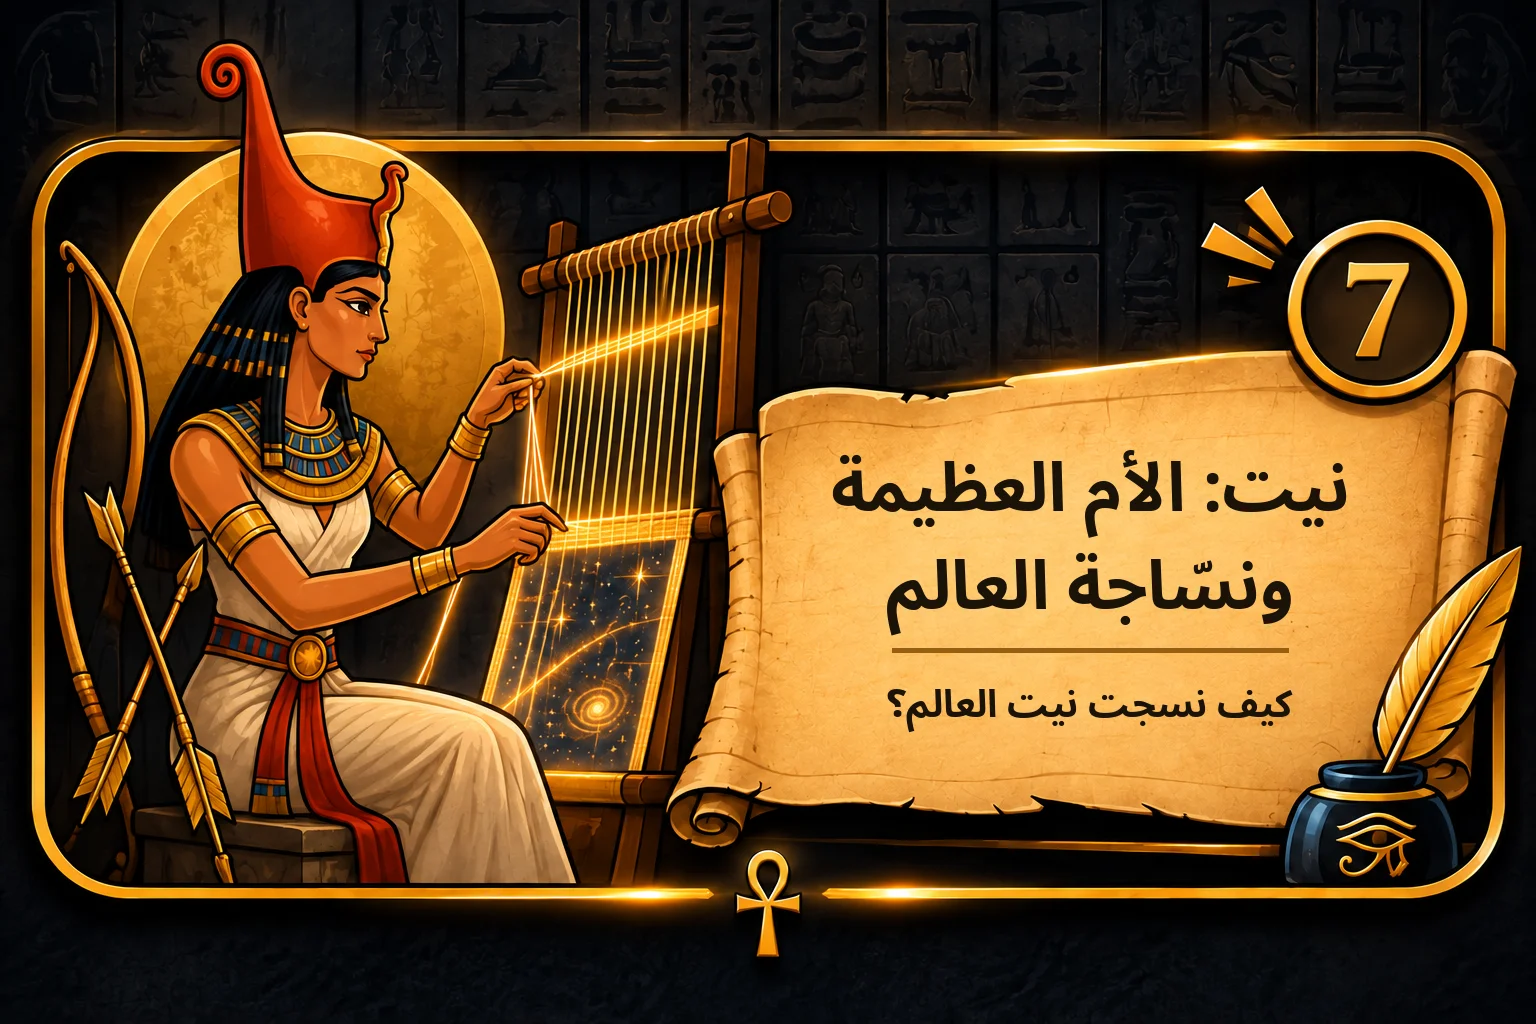 7
نيت: الأم العظيمة
ونسّاجة العالم
كيف نسجت نيت العالم؟